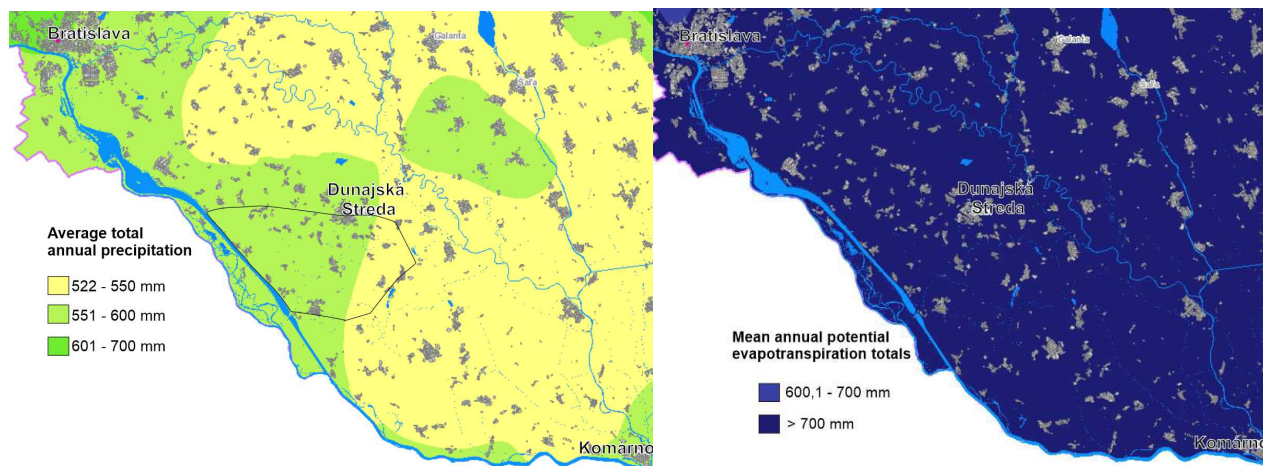 Bratislava
Galanta
Šaľa
Dunajská
Streda
Average total
annual precipitation
522 - 550 mm
551 - 600 mm
601 - 700 mm
Komárno
Bratislava
Galanta
Šaľa
Dunajská
Streda
Mean annual potential
evapotranspiration totals
600,1 - 700 mm
> 700 mm
Komárno